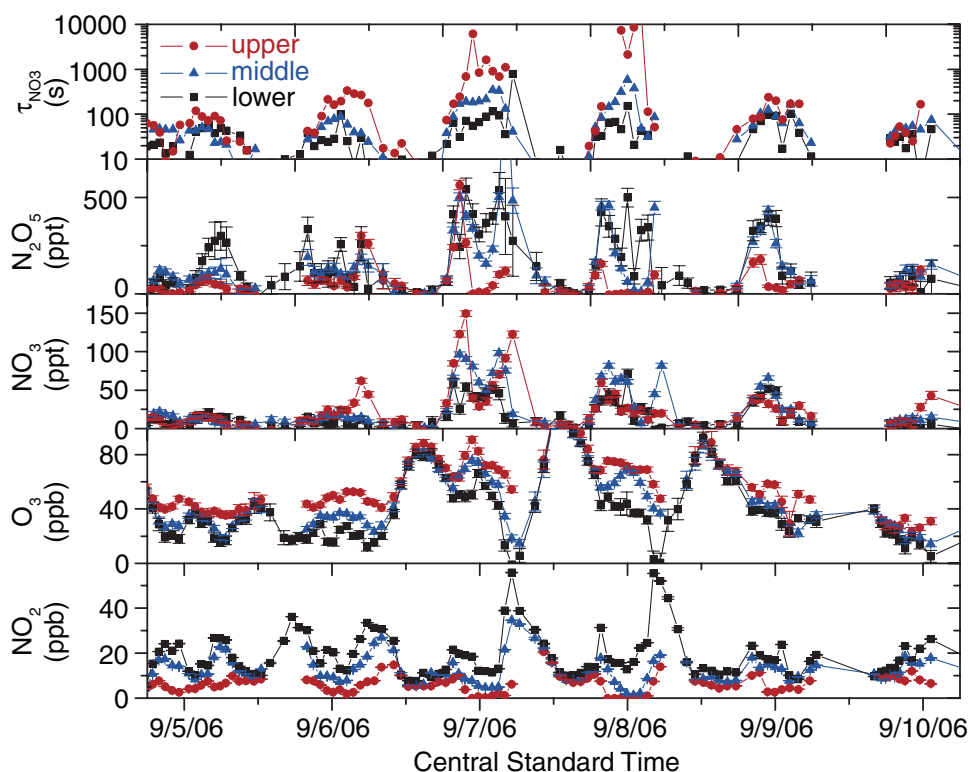 τNO3
(s)
10000
1000
100
10
upper
middle
lower
N2O5
(ppt)
500
0
NO3
(ppt)
150
100
50
0
O3
(ppb)
80
40
0
NO2
(ppb)
40
20
0
9/5/06 9/6/06 9/7/06 9/8/06 9/9/06 9/10/06
Central Standard Time